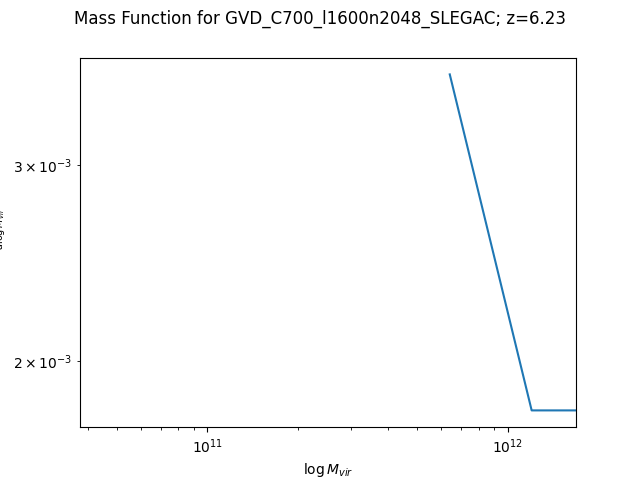 Mass Function for GVD_C700_l1600n2048_SLEGAC; z=6.23
3 × 10⁻³
2 × 10⁻³
10¹¹
10¹²
log M_vir